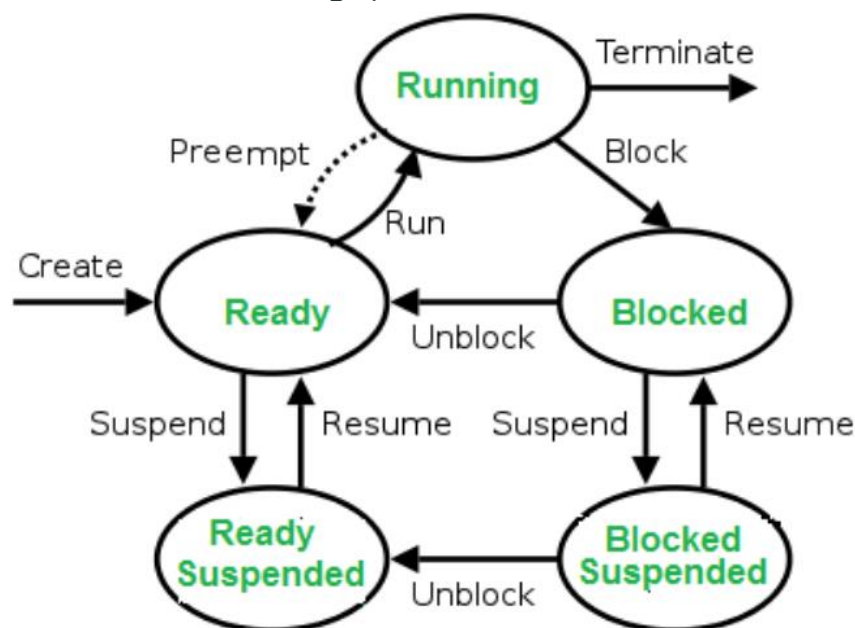 Running
Terminate
Preempt
Block
Run
Create
Ready
Blocked
Unblock
Suspend
Resume
Suspend
Resume
Ready
Suspended
Blocked
Suspended
Unblock